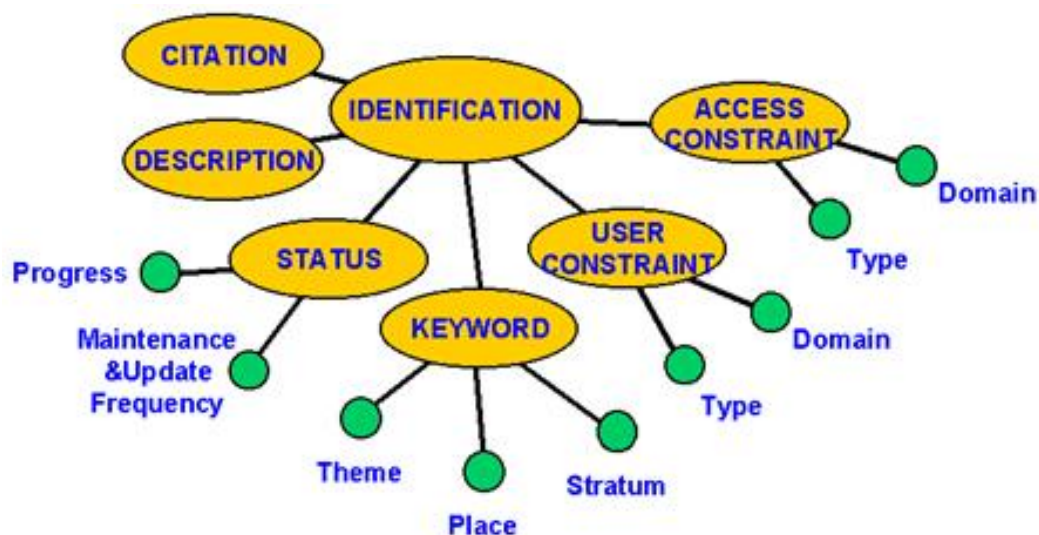 CITATION
IDENTIFICATION
ACCESS
CONSTRAINT
DESCRIPTION
Domain
USER
CONSTRAINT
Type
STATUS
Progress
KEYWORD
Domain
Maintenance
&Update
Frequency
Type
Theme
Stratum
Place